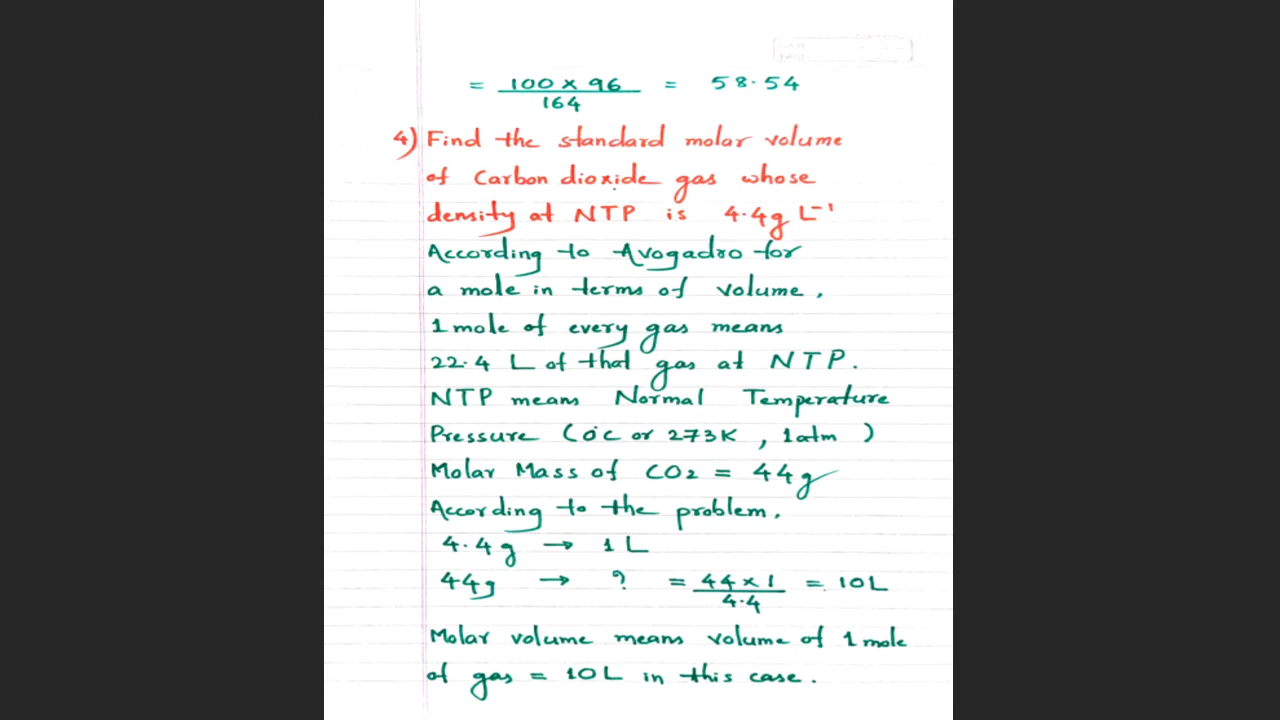 = 100 × 96 / 164 = 58.54
4) Find the standard molar volume
of Carbon dioxide gas whose
density at NTP is 4.4g L⁻¹
According to Avogadro for
a mole in terms of volume,
1 mole of every gas means
22.4 L of that gas at NTP.
NTP means Normal Temperature
Pressure (0°c or 273K, 1atm)
Molar Mass of CO2 = 44g
According to the problem,
4.4g → 1 L
44g → ? = 44 × 1 / 4.4 = 10L
Molar volume means volume of 1 mole
of gas = 10L in this case.